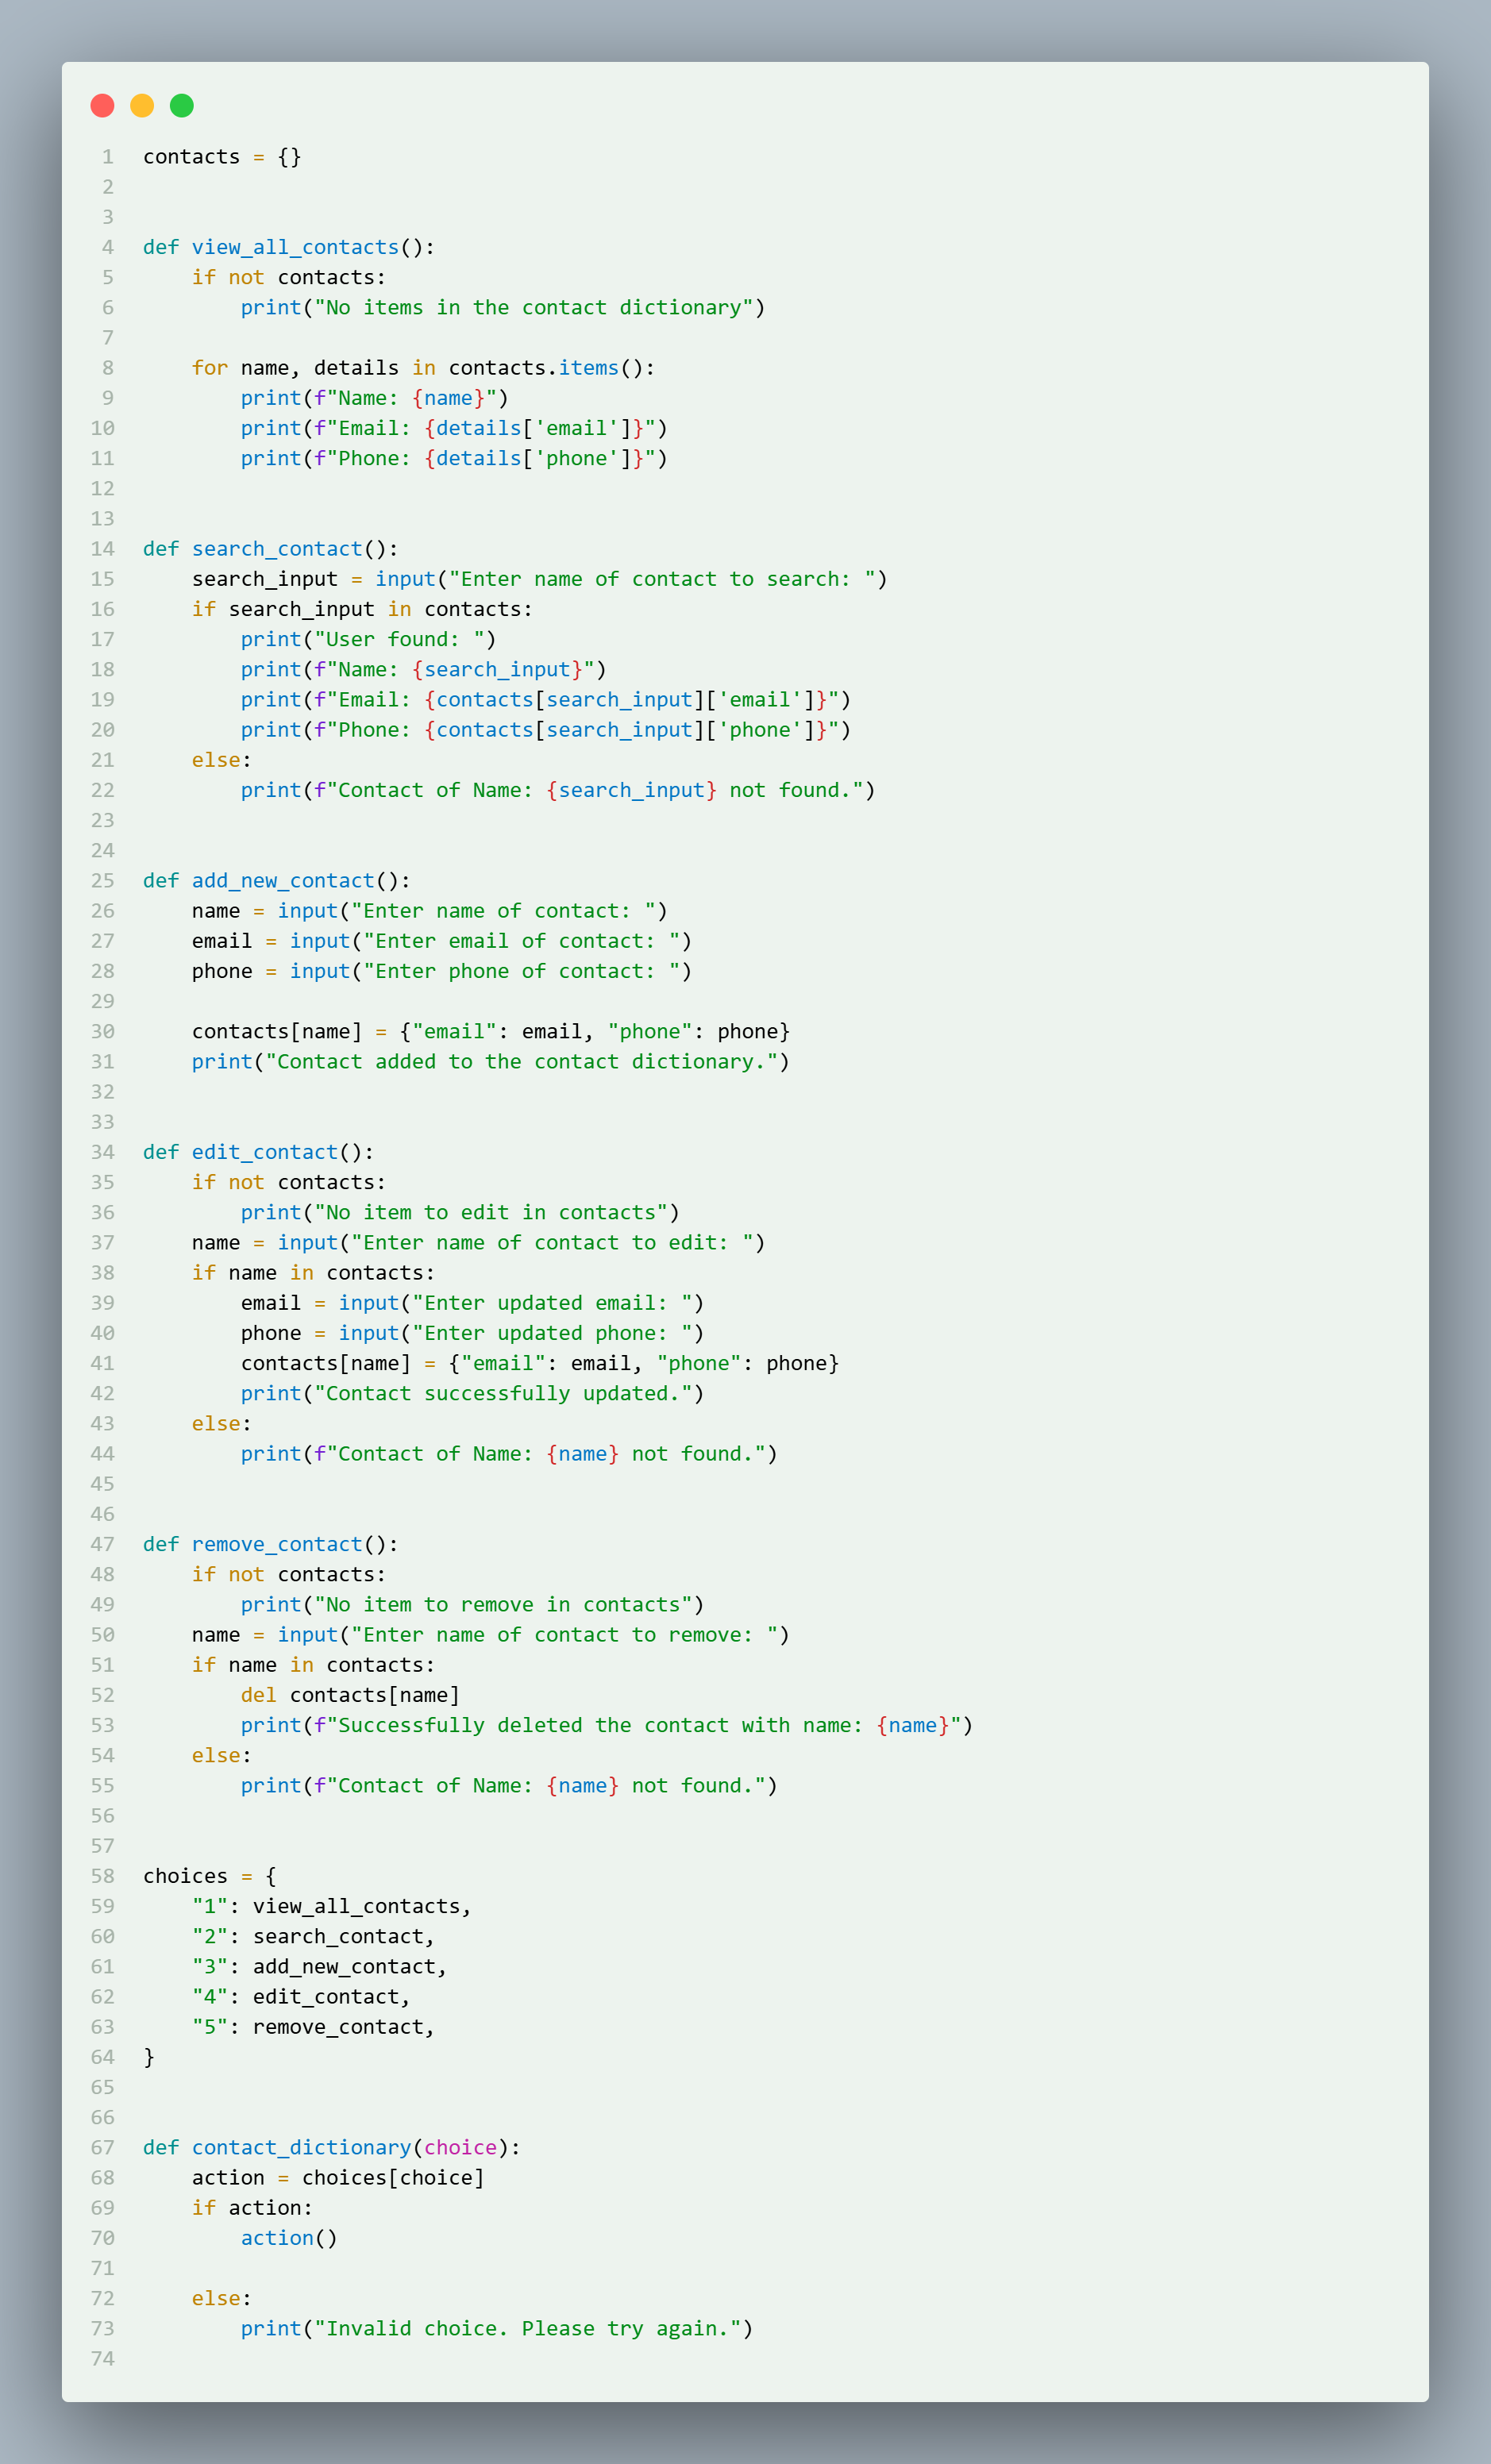 1 contacts = {}
2
3
4 def view_all_contacts():
5     if not contacts:
6         print("No items in the contact dictionary")
7
8     for name, details in contacts.items():
9         print(f"Name: {name}")
10         print(f"Email: {details['email']}")
11         print(f"Phone: {details['phone']}")
12
13
14 def search_contact():
15     search_input = input("Enter name of contact to search: ")
16     if search_input in contacts:
17         print("User found: ")
18         print(f"Name: {search_input}")
19         print(f"Email: {contacts[search_input]['email']}")
20         print(f"Phone: {contacts[search_input]['phone']}")
21     else:
22         print(f"Contact of Name: {search_input} not found.")
23
24
25 def add_new_contact():
26     name = input("Enter name of contact: ")
27     email = input("Enter email of contact: ")
28     phone = input("Enter phone of contact: ")
29
30     contacts[name] = {"email": email, "phone": phone}
31     print("Contact added to the contact dictionary.")
32
33
34 def edit_contact():
35     if not contacts:
36         print("No item to edit in contacts")
37     name = input("Enter name of contact to edit: ")
38     if name in contacts:
39         email = input("Enter updated email: ")
40         phone = input("Enter updated phone: ")
41         contacts[name] = {"email": email, "phone": phone}
42         print("Contact successfully updated.")
43     else:
44         print(f"Contact of Name: {name} not found.")
45
46
47 def remove_contact():
48     if not contacts:
49         print("No item to remove in contacts")
50     name = input("Enter name of contact to remove: ")
51     if name in contacts:
52         del contacts[name]
53         print(f"Successfully deleted the contact with name: {name}")
54     else:
55         print(f"Contact of Name: {name} not found.")
56
57
58 choices = {
59     "1": view_all_contacts,
60     "2": search_contact,
61     "3": add_new_contact,
62     "4": edit_contact,
63     "5": remove_contact,
64 }
65
66
67 def contact_dictionary(choice):
68     action = choices[choice]
69     if action:
70         action()
71
72     else:
73         print("Invalid choice. Please try again.")
74